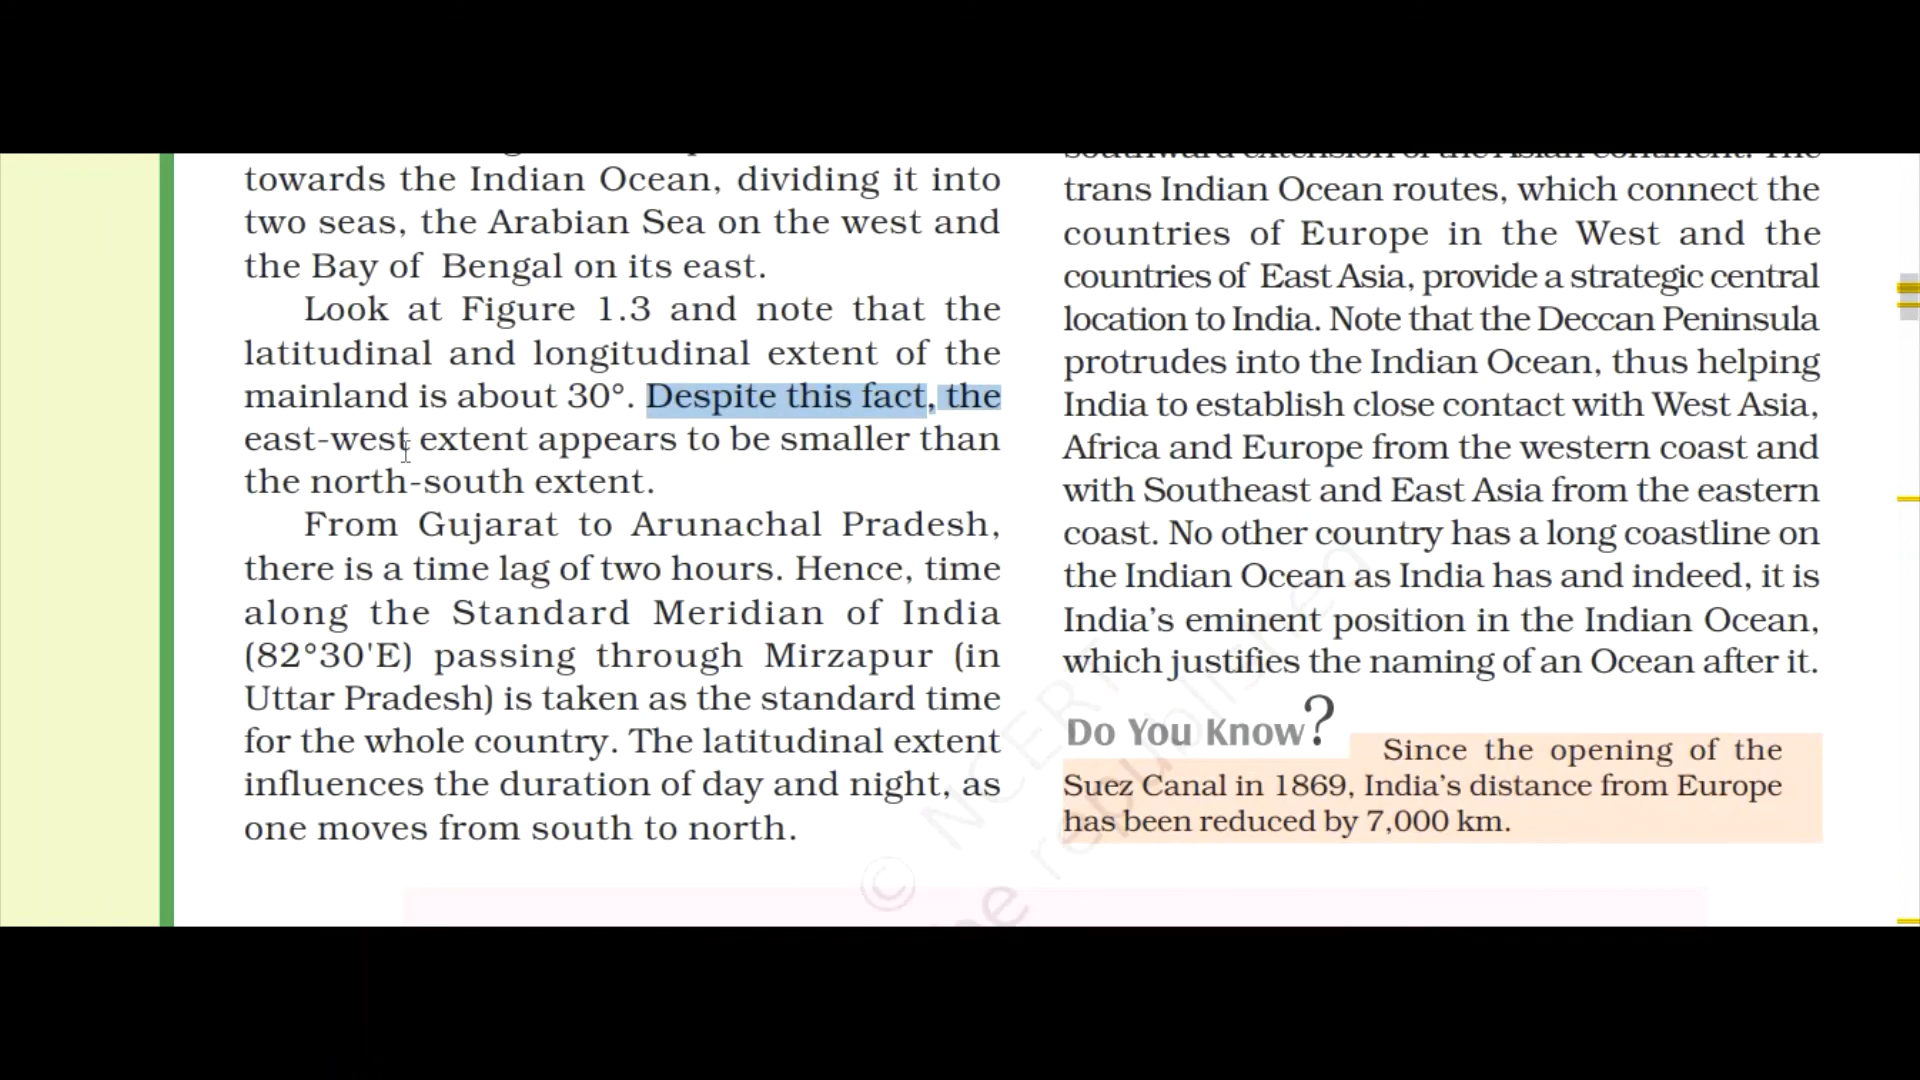 towards the Indian Ocean, dividing it into
two seas, the Arabian Sea on the west and
the Bay of Bengal on its east.
Look at Figure 1.3 and note that the
latitudinal and longitudinal extent of the
mainland is about 30°. Despite this fact, the
east-west extent appears to be smaller than
the north-south extent.
From Gujarat to Arunachal Pradesh,
there is a time lag of two hours. Hence, time
along the Standard Meridian of India
(82°30'E) passing through Mirzapur (in
Uttar Pradesh) is taken as the standard time
for the whole country. The latitudinal extent
influences the duration of day and night, as
one moves from south to north.
southward extension of the Asian continent. The
trans Indian Ocean routes, which connect the
countries of Europe in the West and the
countries of East Asia, provide a strategic central
location to India. Note that the Deccan Peninsula
protrudes into the Indian Ocean, thus helping
India to establish close contact with West Asia,
Africa and Europe from the western coast and
with Southeast and East Asia from the eastern
coast. No other country has a long coastline on
the Indian Ocean as India has and indeed, it is
India’s eminent position in the Indian Ocean,
which justifies the naming of an Ocean after it.
Do You Know?
Since the opening of the
Suez Canal in 1869, India’s distance from Europe
has been reduced by 7,000 km.
© NCERT
be republished